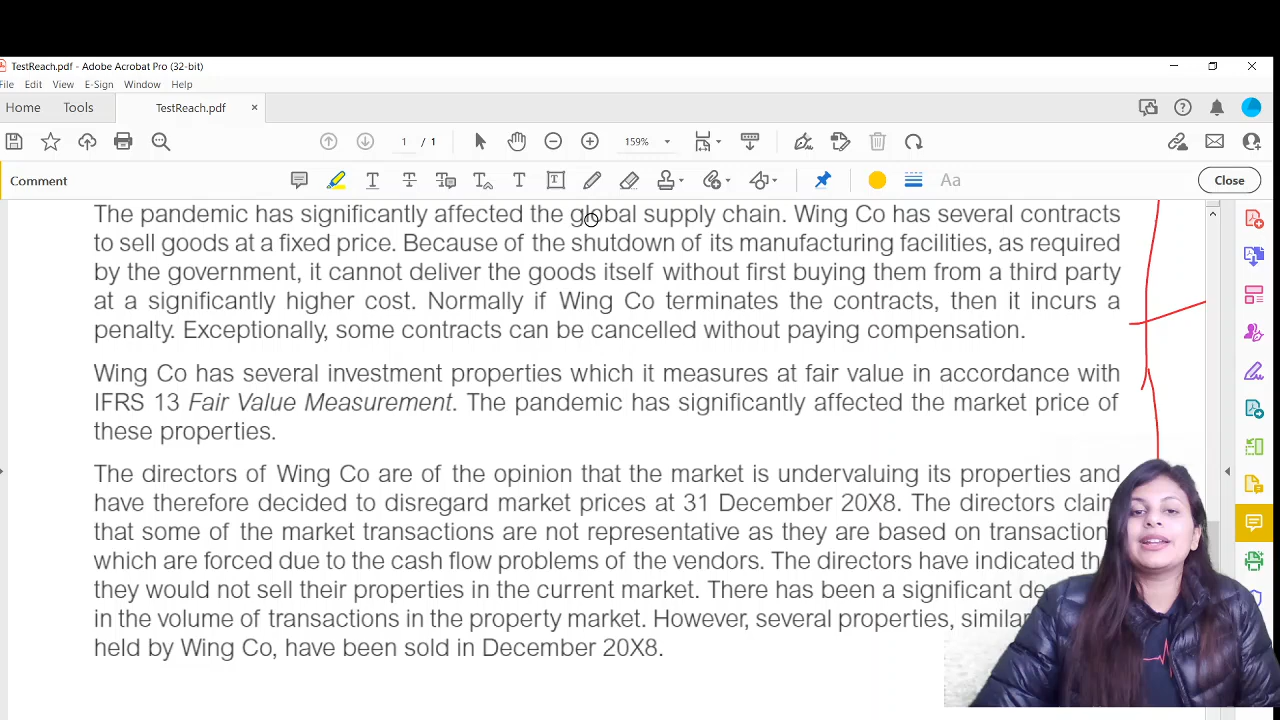 TestReach.pdf - Adobe Acrobat Pro (32-bit)
File Edit View E-Sign Window Help
Home Tools TestReach.pdf ×
1 / 1 159%
Comment Aa Close
The pandemic has significantly affected the global supply chain. Wing Co has several contracts
to sell goods at a fixed price. Because of the shutdown of its manufacturing facilities, as required
by the government, it cannot deliver the goods itself without first buying them from a third party
at a significantly higher cost. Normally if Wing Co terminates the contracts, then it incurs a
penalty. Exceptionally, some contracts can be cancelled without paying compensation.
Wing Co has several investment properties which it measures at fair value in accordance with
IFRS 13 Fair Value Measurement. The pandemic has significantly affected the market price of
these properties.
The directors of Wing Co are of the opinion that the market is undervaluing its properties and
have therefore decided to disregard market prices at 31 December 20X8. The directors claim
that some of the market transactions are not representative as they are based on transaction
which are forced due to the cash flow problems of the vendors. The directors have indicated th
they would not sell their properties in the current market. There has been a significant de
in the volume of transactions in the property market. However, several properties, simila
held by Wing Co, have been sold in December 20X8.